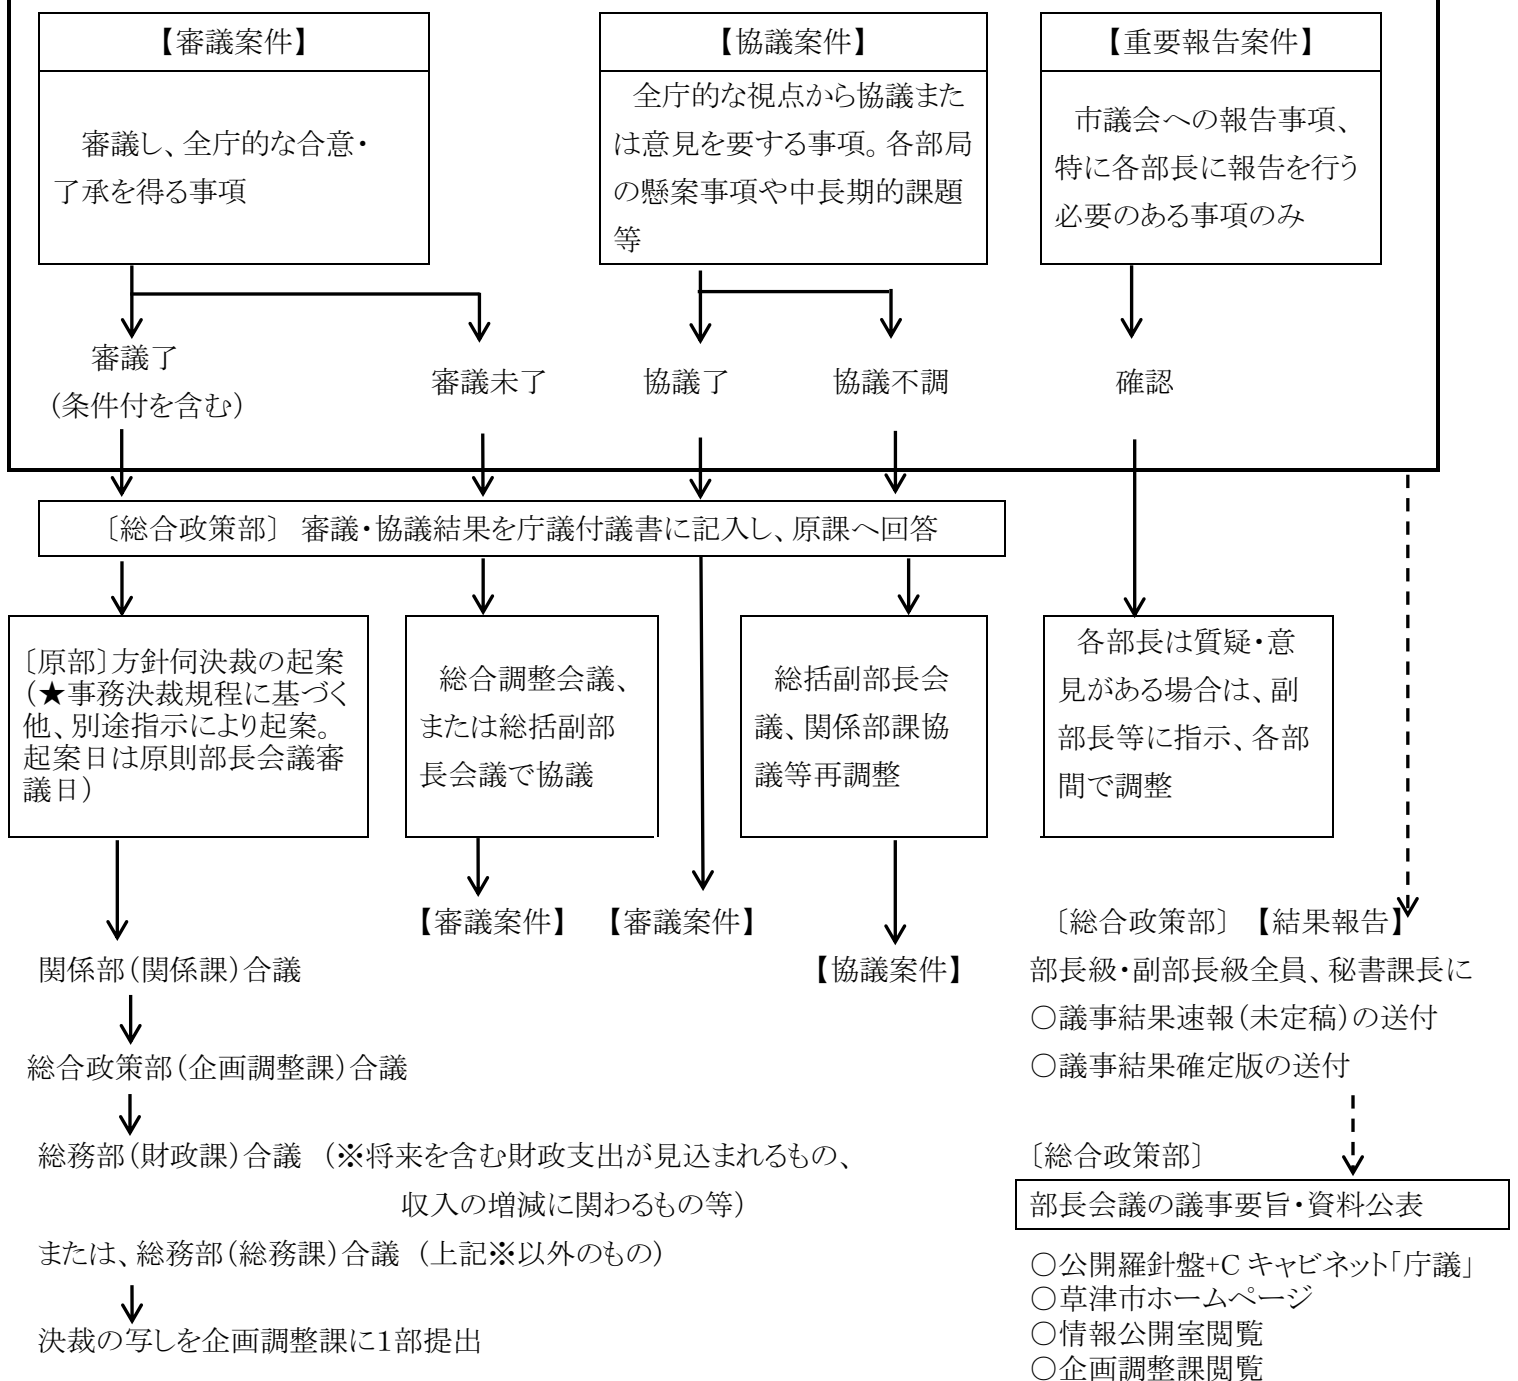 【審議案件】
審議し、全庁的な合意・
了承を得る事項
【協議案件】
全庁的な視点から協議また
は意見を要する事項。各部局
の懸案事項や中長期的課題
等
【重要報告案件】
市議会への報告事項、
特に各部長に報告を行う
必要のある事項のみ
審議了
（条件付を含む）
審議未了
協議了
協議不調
確認
〔総合政策部〕 審議・協議結果を庁議付議書に記入し、原課へ回答
〔原部〕方針伺決裁の起案
（★事務決裁規程に基づく
他、別途指示により起案。
起案日は原則部長会議審
議日）
総合調整会議、
または総括副部
長会議で協議
総括副部長会
議、関係部課協
議等再調整
各部長は質疑・意
見がある場合は、副
部長等に指示、各部
間で調整
【審議案件】
【審議案件】
【協議案件】
関係部（関係課）合議
総合政策部（企画調整課）合議
総務部（財政課）合議 （※将来を含む財政支出が見込まれるもの、
収入の増減に関わるもの等）
または、総務部（総務課）合議 （上記※以外のもの）
決裁の写しを企画調整課に１部提出
〔総合政策部〕 【結果報告】
部長級・副部長級全員、秘書課長に
○議事結果速報（未定稿）の送付
○議事結果確定版の送付
〔総合政策部〕
部長会議の議事要旨・資料公表
○公開羅針盤+C キャビネット「庁議」
○草津市ホームページ
○情報公開室閲覧
○企画調整課閲覧